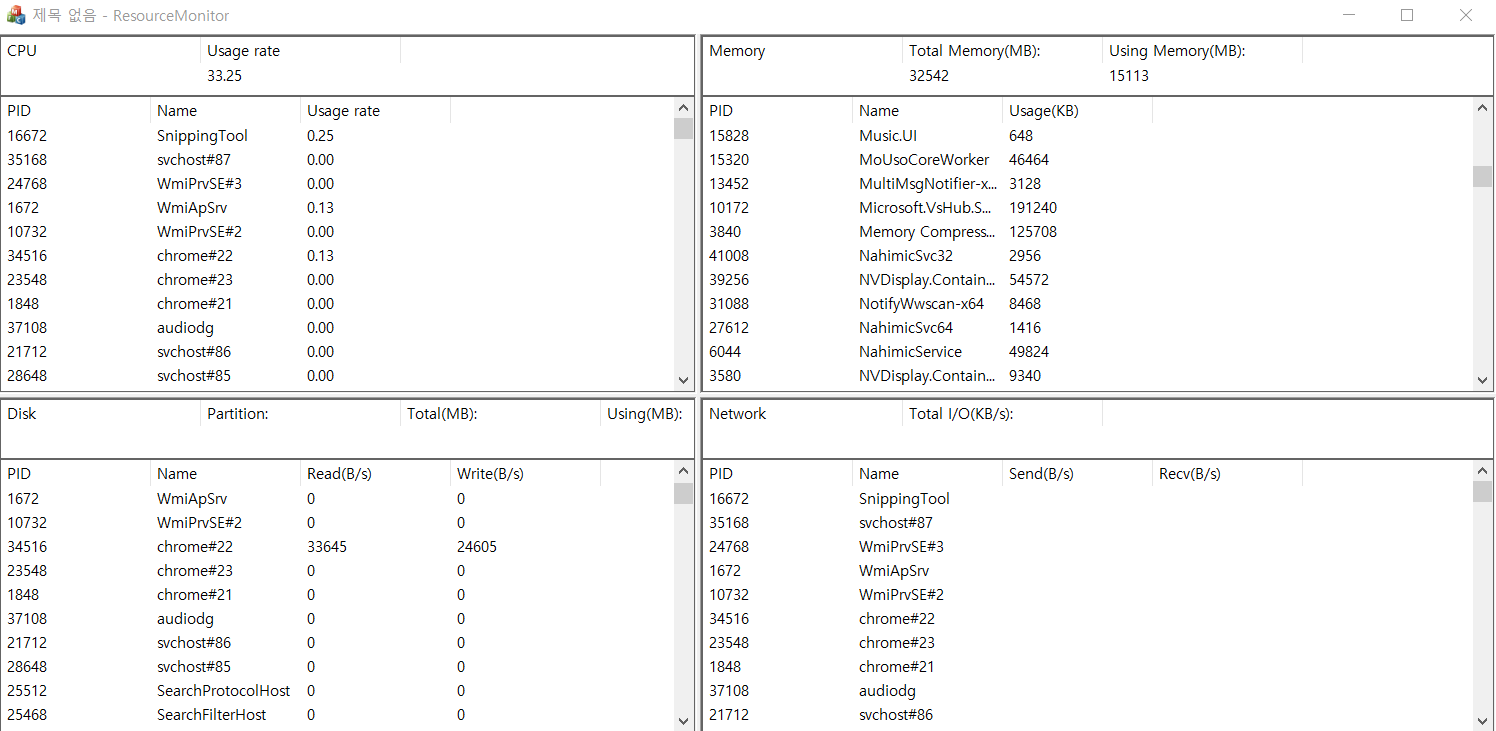 제목 없음 - ResourceMonitor
CPU Usage rate
33.25
PID Name Usage rate
16672 SnippingTool 0.25
35168 svchost#87 0.00
24768 WmiPrvSE#3 0.00
1672 WmiApSrv 0.13
10732 WmiPrvSE#2 0.00
34516 chrome#22 0.13
23548 chrome#23 0.00
1848 chrome#21 0.00
37108 audiodg 0.00
21712 svchost#86 0.00
28648 svchost#85 0.00
Memory Total Memory(MB): Using Memory(MB):
32542 15113
PID Name Usage(KB)
15828 Music.UI 648
15320 MoUsoCoreWorker 46464
13452 MultiMsgNotifier-x... 3128
10172 Microsoft.VsHub.S... 191240
3840 Memory Compress... 125708
41008 NahimicSvc32 2956
39256 NVDisplay.Contain... 54572
31088 NotifyWwscan-x64 8468
27612 NahimicSvc64 1416
6044 NahimicService 49824
3580 NVDisplay.Contain... 9340
Disk Partition: Total(MB): Using(MB):
PID Name Read(B/s) Write(B/s)
1672 WmiApSrv 0 0
10732 WmiPrvSE#2 0 0
34516 chrome#22 33645 24605
23548 chrome#23 0 0
1848 chrome#21 0 0
37108 audiodg 0 0
21712 svchost#86 0 0
28648 svchost#85 0 0
25512 SearchProtocolHost 0 0
25468 SearchFilterHost 0 0
Network Total I/O(KB/s):
PID Name Send(B/s) Recv(B/s)
16672 SnippingTool
35168 svchost#87
24768 WmiPrvSE#3
1672 WmiApSrv
10732 WmiPrvSE#2
34516 chrome#22
23548 chrome#23
1848 chrome#21
37108 audiodg
21712 svchost#86